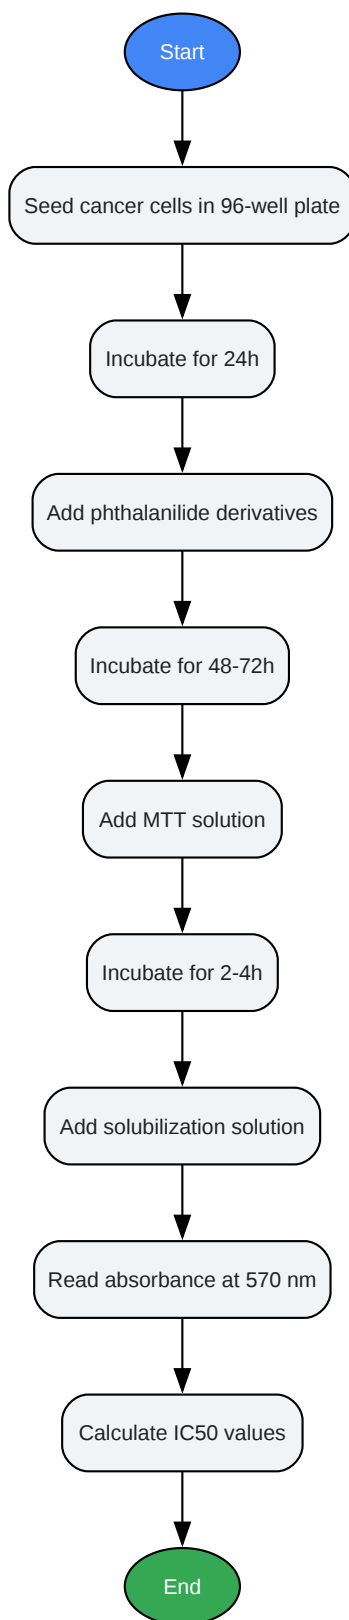 Start
Seed cancer cells in 96-well plate
Incubate for 24h
Add phthalanilide derivatives
Incubate for 48-72h
Add MTT solution
Incubate for 2-4h
Add solubilization solution
Read absorbance at 570 nm
Calculate IC50 values
End